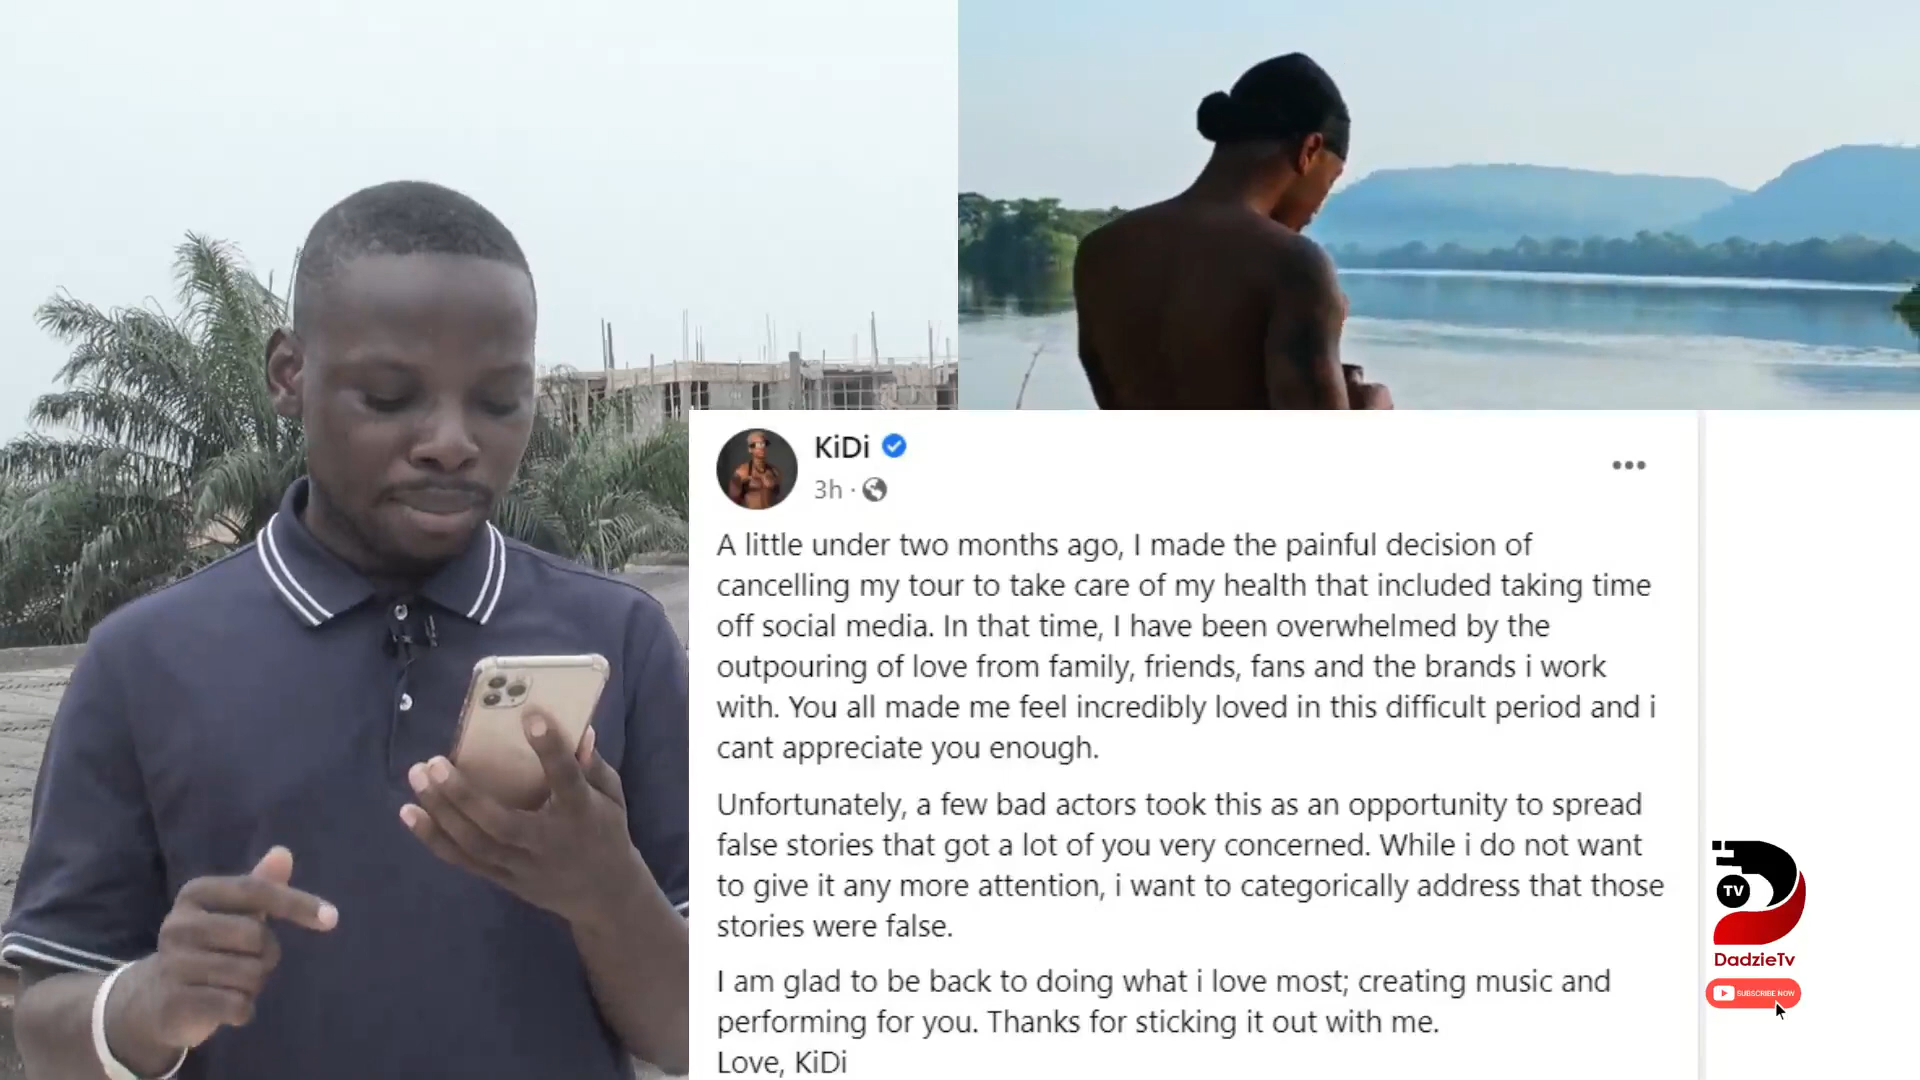 KiDi
3h ·
A little under two months ago, I made the painful decision of
cancelling my tour to take care of my health that included taking time
off social media. In that time, I have been overwhelmed by the
outpouring of love from family, friends, fans and the brands i work
with. You all made me feel incredibly loved in this difficult period and i
cant appreciate you enough.
Unfortunately, a few bad actors took this as an opportunity to spread
false stories that got a lot of you very concerned. While i do not want
to give it any more attention, i want to categorically address that those
stories were false.
I am glad to be back to doing what i love most; creating music and
performing for you. Thanks for sticking it out with me.
Love, KiDi
TV
DadzieTv
SUBSCRIBE NOW